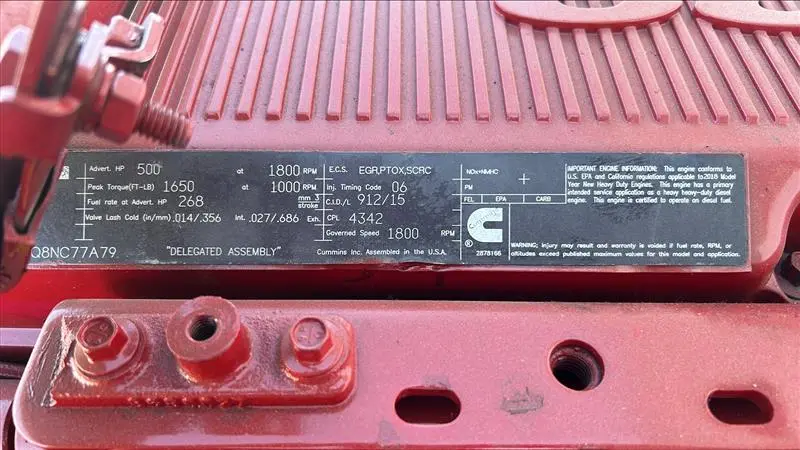 Advert. HP 500 at 1800 RPM
Peak Torque(FT-LB) 1650 at 1000 RPM
Fuel rate at Advert. HP 268 mm 3 stroke
Valve Lash Cold (in/mm) .014/.356 Int. .027/.686 Exh.
Q8NC77A79 "DELEGATED ASSEMBLY"
E.C.S. EGR,PTOX,SCRC
Inj. Timing Code 06
C.I.D./L 912/15
CPL 4342
Governed Speed 1800 RPM
Cummins Inc. Assembled in the U.S.A.
NOx+NMHC
PM
+
FEL EPA CARB
Cummins
®
2878166
IMPORTANT ENGINE INFORMATION: This engine conforms to
U.S. EPA and California regulations applicable to 2018 Model
Year New Heavy Duty Engines. This engine has a primary
intended service application as a heavy heavy-duty diesel
engine. This engine is certified to operate on diesel fuel.
WARNING; injury may result and warranty is voided if fuel rate, RPM, or
altitudes exceed published maximum values for this model and application.